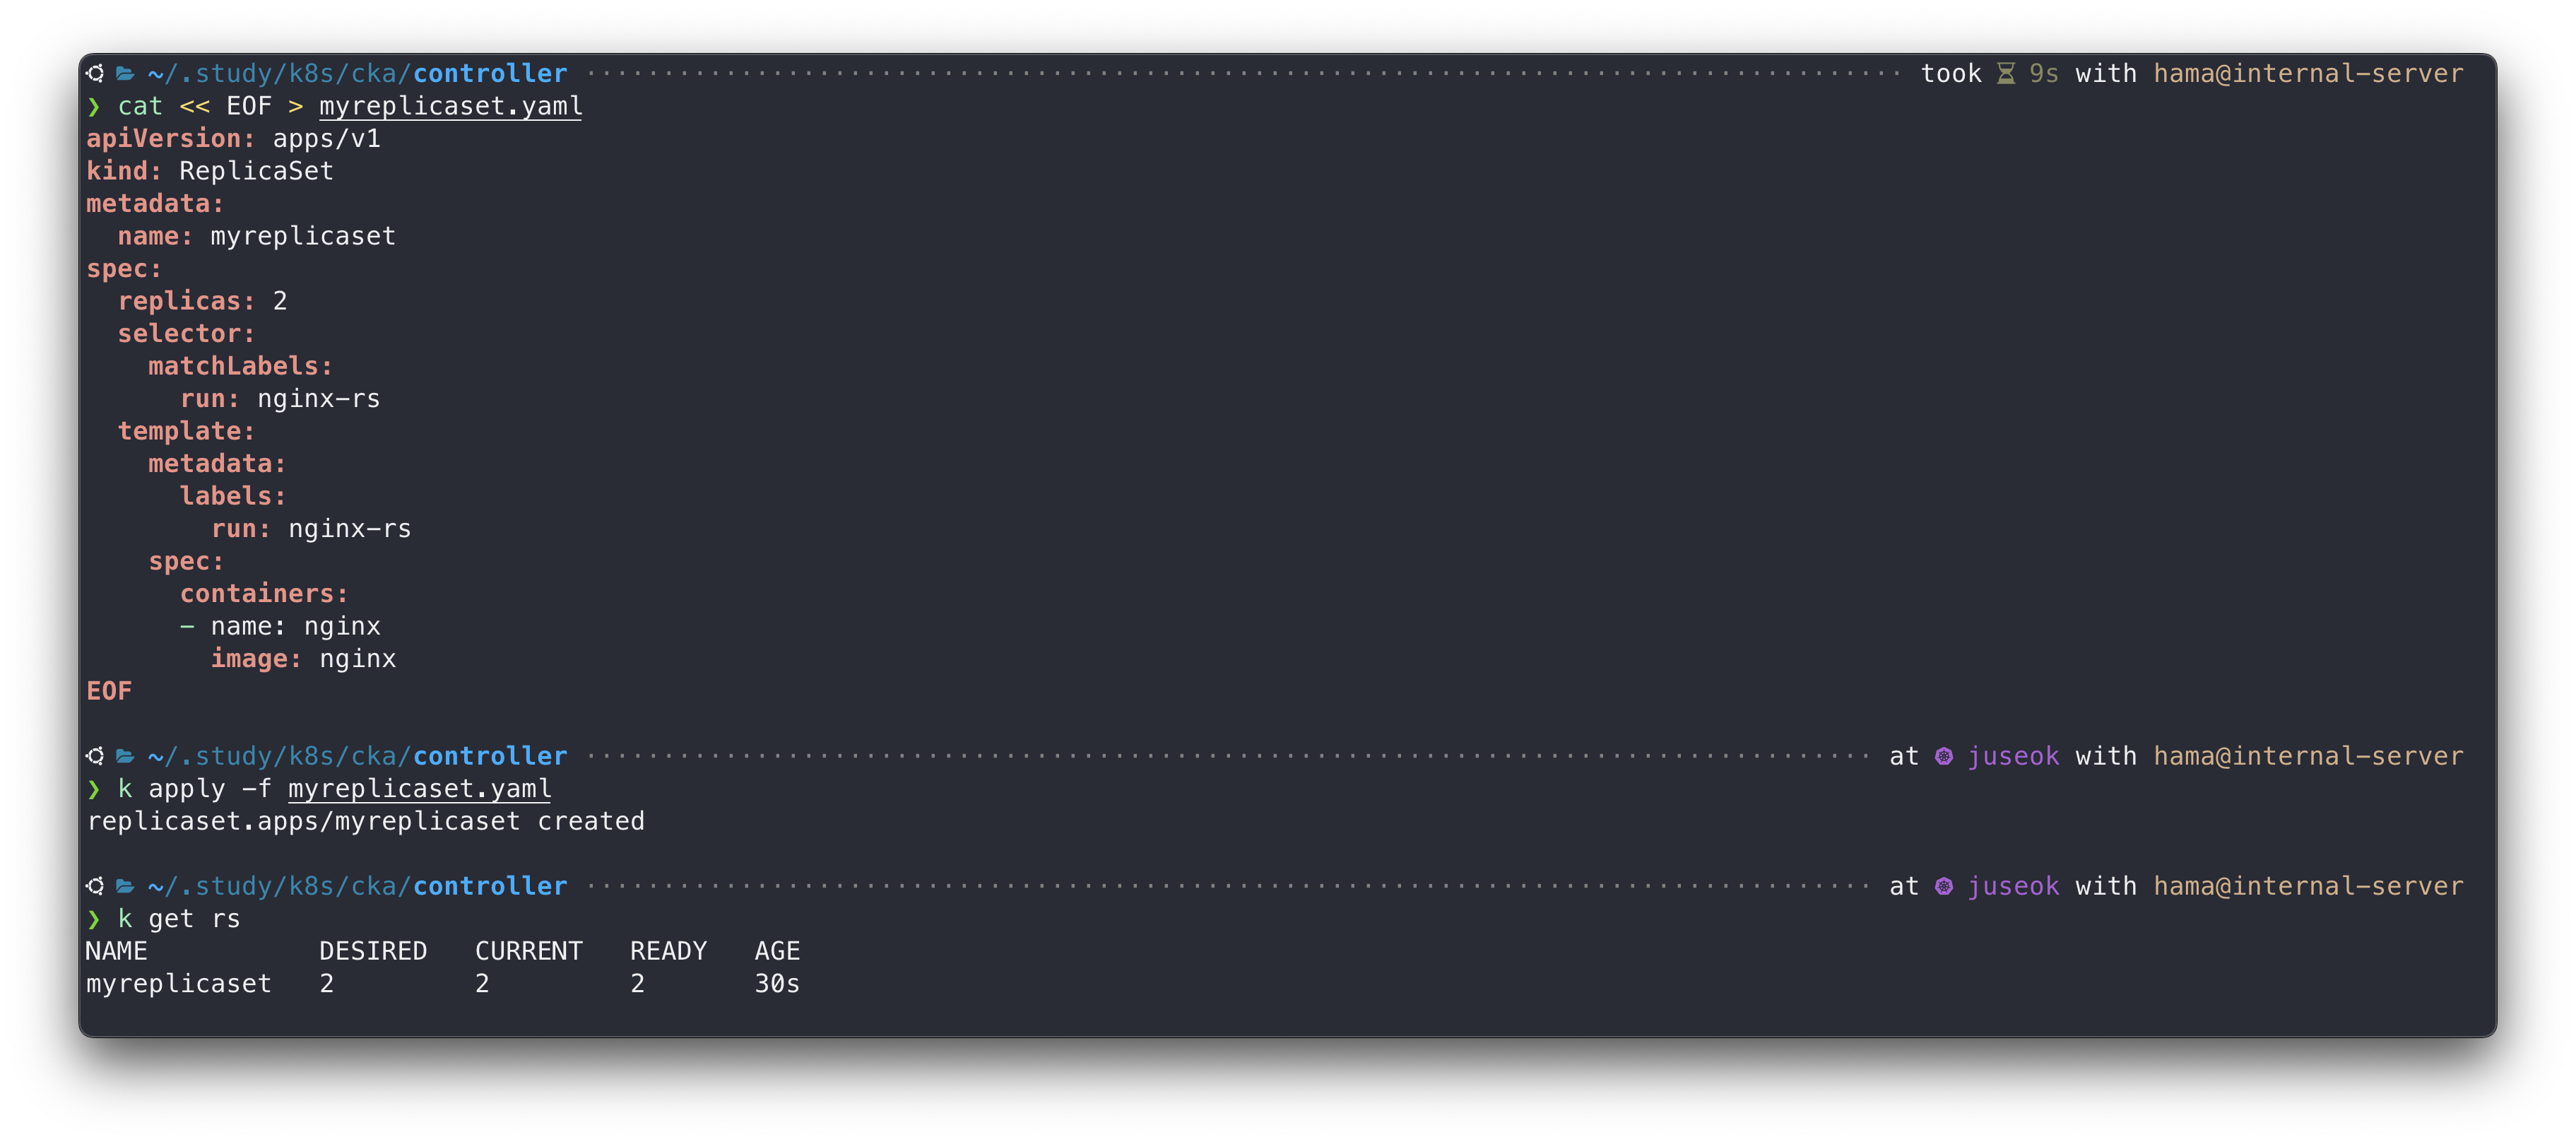 ~/.study/k8s/cka/controller took 9s with hama@internal-server
❯ cat << EOF > myreplicaset.yaml
apiVersion: apps/v1
kind: ReplicaSet
metadata:
  name: myreplicaset
spec:
  replicas: 2
  selector:
    matchLabels:
      run: nginx-rs
  template:
    metadata:
      labels:
        run: nginx-rs
    spec:
      containers:
      - name: nginx
        image: nginx
EOF
~/.study/k8s/cka/controller at juseok with hama@internal-server
❯ k apply -f myreplicaset.yaml
replicaset.apps/myreplicaset created
~/.study/k8s/cka/controller at juseok with hama@internal-server
❯ k get rs
NAME           DESIRED   CURRENT   READY   AGE
myreplicaset   2         2         2       30s